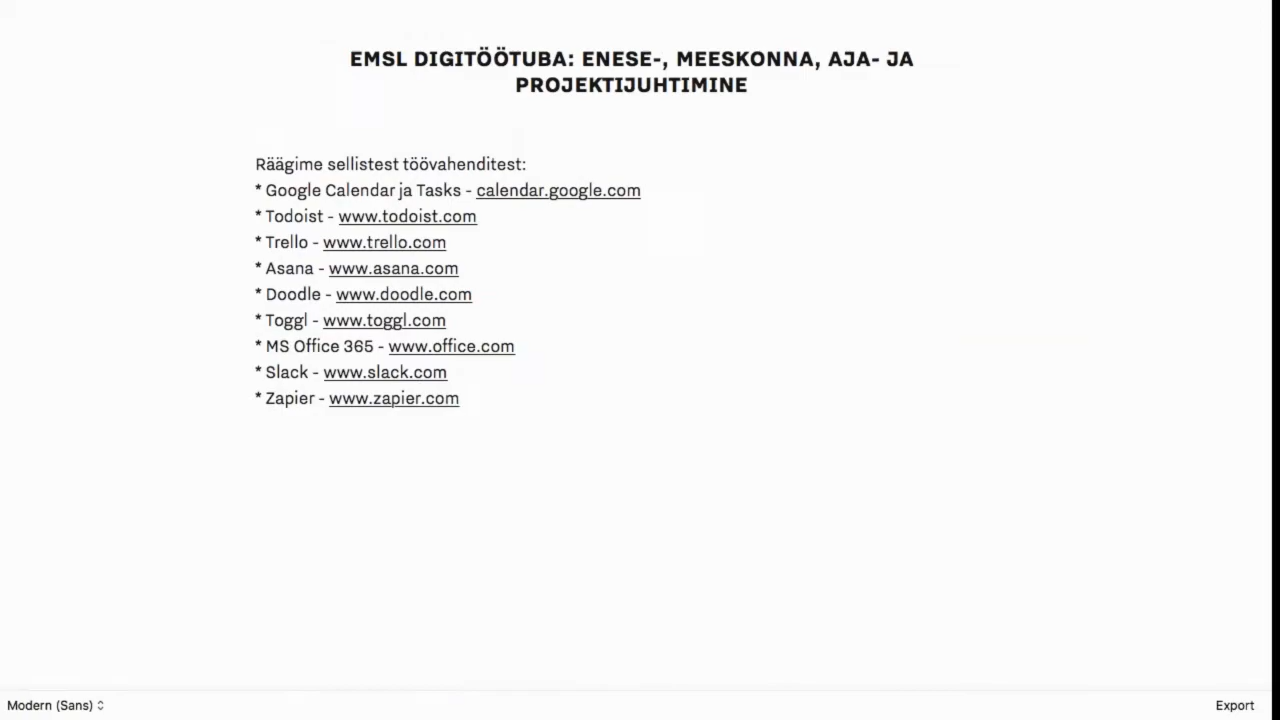 EMSL DIGITÖÖTUBA: ENESE-, MEESKONNA, AJA- JA
PROJEKTIJUHTIMINE
Räägime sellistest töövahenditest:
* Google Calendar ja Tasks - calendar.google.com
* Todoist - www.todoist.com
* Trello - www.trello.com
* Asana - www.asana.com
* Doodle - www.doodle.com
* Toggl - www.toggl.com
* MS Office 365 - www.office.com
* Slack - www.slack.com
* Zapier - www.zapier.com
Modern (Sans)
Export